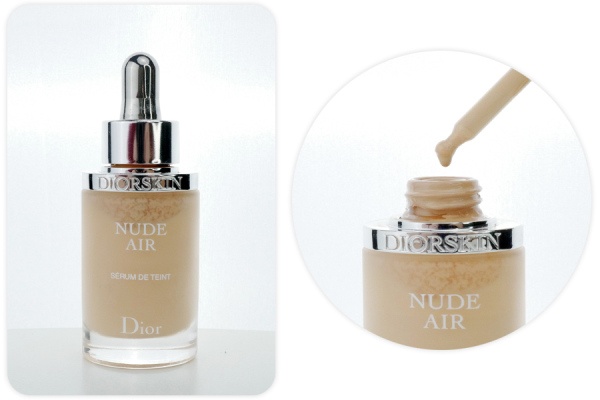 DIORSKIN
NUDE
AIR
SÉRUM DE TEINT
Dior
DIORSKIN
NUDE
AIR